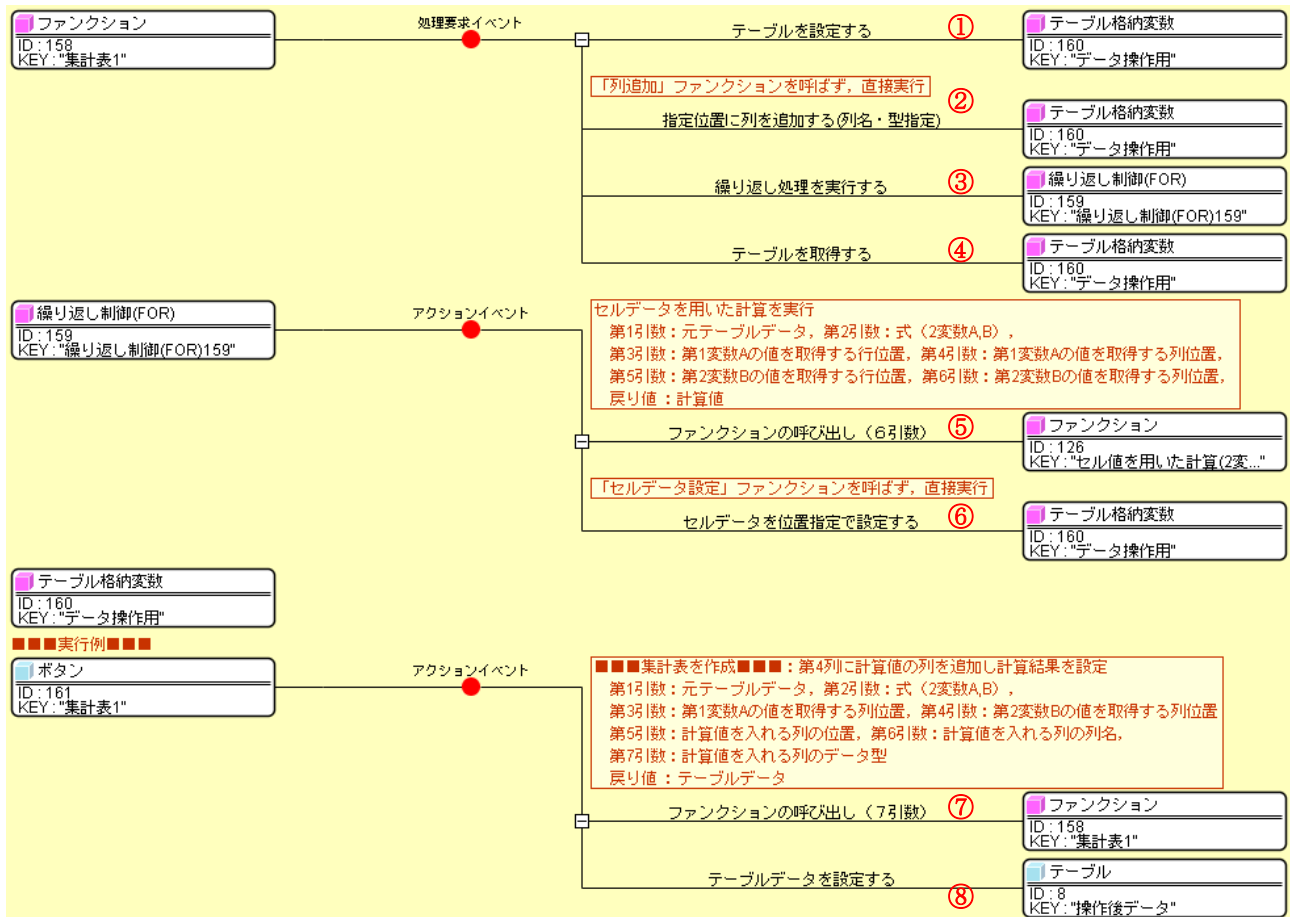 ファンクション
ID : 158
KEY : "集計表1"
処理要求イベント
テーブルを設定する
①
テーブル格納変数
ID : 160
KEY : "データ操作用"
「列追加」ファンクションを呼ばず，直接実行
②
指定位置に列を追加する(列名・型指定)
テーブル格納変数
ID : 160
KEY : "データ操作用"
繰り返し処理を実行する
③
繰り返し制御(FOR)
ID : 159
KEY : "繰り返し制御(FOR)159"
テーブルを取得する
④
テーブル格納変数
ID : 160
KEY : "データ操作用"
繰り返し制御(FOR)
ID : 159
KEY : "繰り返し制御(FOR)159"
アクションイベント
セルデータを用いた計算を実行
第1引数：元テーブルデータ，第2引数：式（2変数A,B），
第3引数：第1変数Aの値を取得する行位置，第4引数：第1変数Aの値を取得する列位置，
第5引数：第2変数Bの値を取得する行位置，第6引数：第2変数Bの値を取得する列位置，
戻り値：計算値
ファンクションの呼び出し（6引数）
⑤
ファンクション
ID : 126
KEY : "セル値を用いた計算(2変..."
「セルデータ設定」ファンクションを呼ばず，直接実行
セルデータを位置指定で設定する
⑥
テーブル格納変数
ID : 160
KEY : "データ操作用"
テーブル格納変数
ID : 160
KEY : "データ操作用"
■■■実行例■■■
ボタン
ID : 161
KEY : "集計表1"
アクションイベント
■■■集計表を作成■■■：第4列に計算値の列を追加し計算結果を設定
第1引数：元テーブルデータ，第2引数：式（2変数A,B），
第3引数：第1変数Aの値を取得する列位置，第4引数：第2変数Bの値を取得する列位置
第5引数：計算値を入れる列の位置，第6引数：計算値を入れる列の列名，
第7引数：計算値を入れる列のデータ型
戻り値：テーブルデータ
ファンクションの呼び出し（7引数）
⑦
ファンクション
ID : 158
KEY : "集計表1"
テーブルデータを設定する
⑧
テーブル
ID : 8
KEY : "操作後データ"